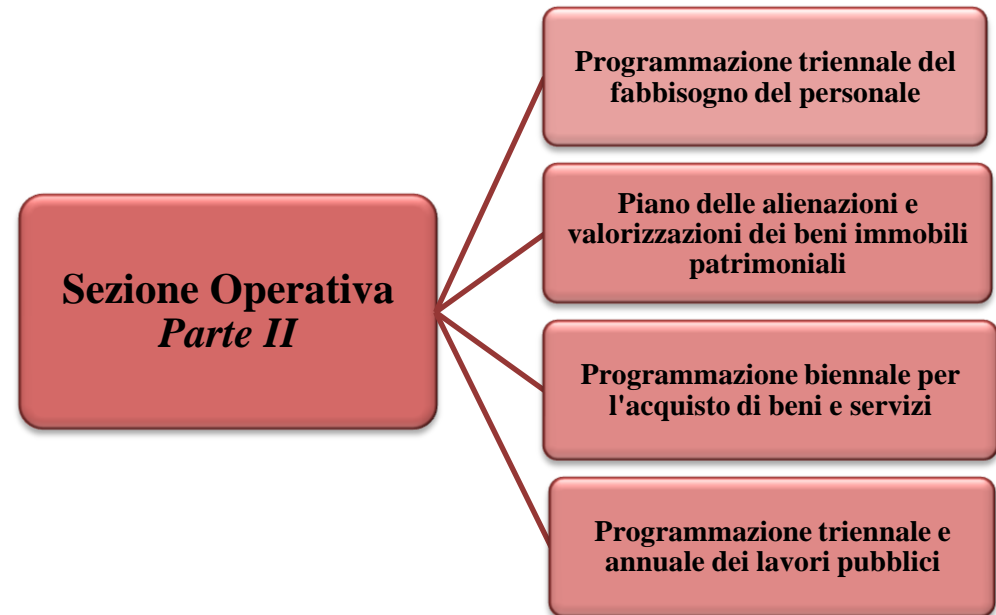 Sezione Operativa
Parte II
Programmazione triennale del
fabbisogno del personale
Piano delle alienazioni e
valorizzazioni dei beni immobili
patrimoniali
Programmazione biennale per
l'acquisto di beni e servizi
Programmazione triennale e
annuale dei lavori pubblici